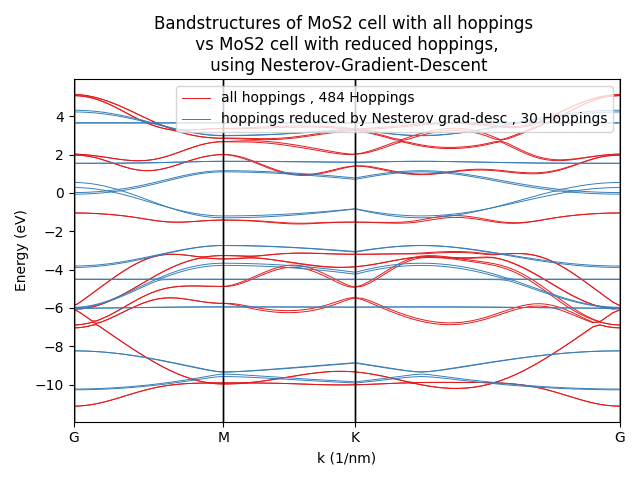 Bandstructures of MoS2 cell with all hoppings
vs MoS2 cell with reduced hoppings,
using Nesterov-Gradient-Descent
all hoppings , 484 Hoppings
hoppings reduced by Nesterov grad-desc , 30 Hoppings
Energy (eV)
4
2
0
−2
−4
−6
−8
−10
G
M
K
G
k (1/nm)